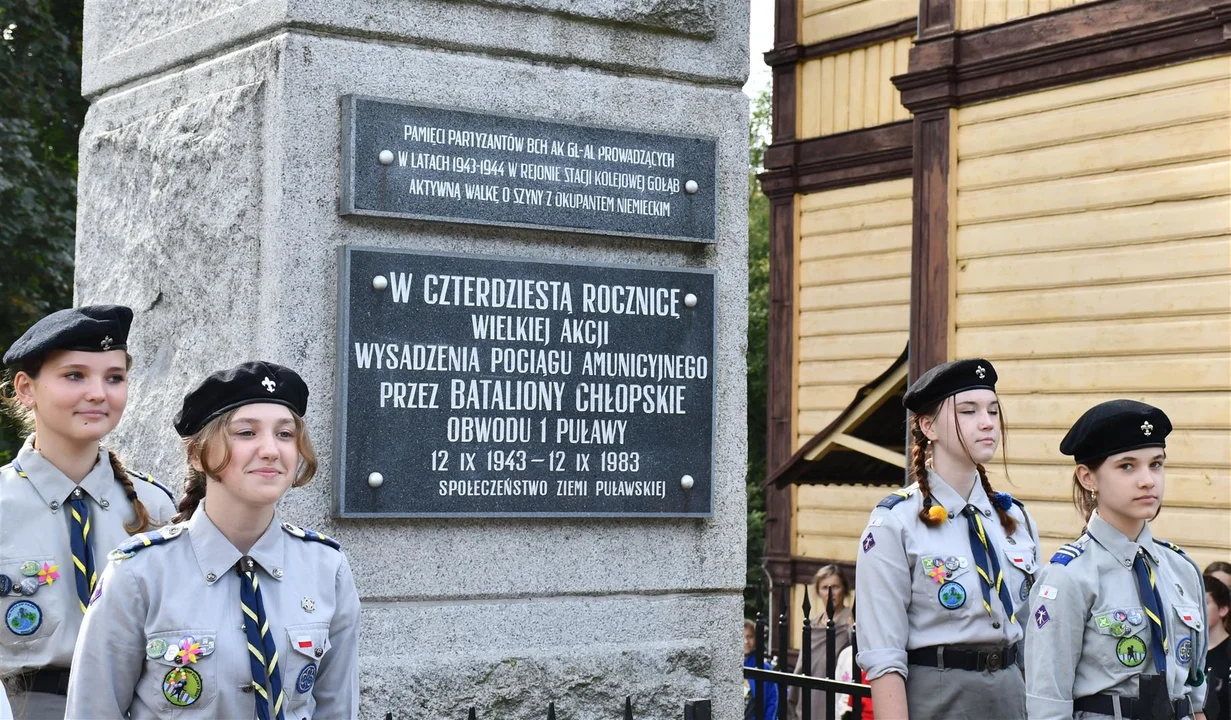 PAMIĘCI PARTYZANTÓW BCH AK GL-AL PROWADZĄCYCH
W LATACH 1943-1944 W REJONIE STACJI KOLEJOWEJ GOŁĄB
AKTYWNĄ WALKĘ O SZYNY Z OKUPANTEM NIEMIECKIM
W CZTERDZIESTĄ ROCZNICĘ
WIELKIEJ AKCJI
WYSADZENIA POCIĄGU AMUNICYJNEGO
PRZEZ BATALIONY CHŁOPSKIE
OBWODU 1 PUŁAWY
12 IX 1943 – 12 IX 1983
SPOŁECZEŃSTWO ZIEMI PUŁAWSKIEJ